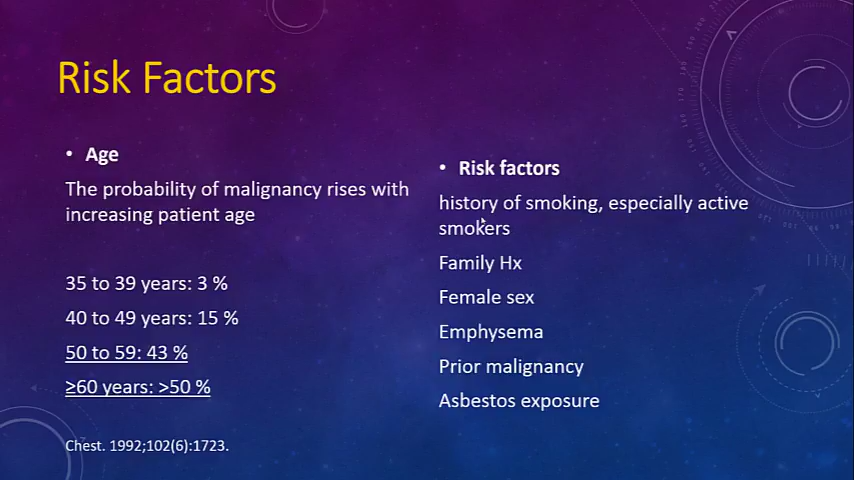 Risk Factors
• Age
The probability of malignancy rises with
increasing patient age
35 to 39 years: 3 %
40 to 49 years: 15 %
50 to 59: 43 %
≥60 years: >50 %
Chest. 1992;102(6):1723.
• Risk factors
history of smoking, especially active
smokers
Family Hx
Female sex
Emphysema
Prior malignancy
Asbestos exposure